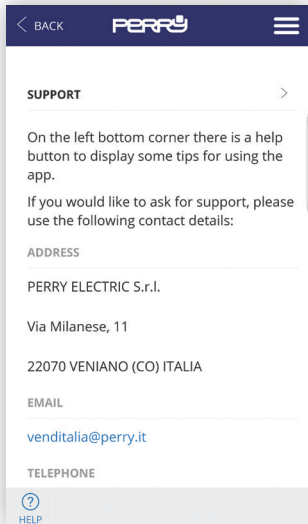 BACK
PERRY
SUPPORT
On the left bottom corner there is a help
button to display some tips for using the
app.
If you would like to ask for support, please
use the following contact details:
ADDRESS
PERRY ELECTRIC S.r.l.
Via Milanese, 11
22070 VENIANO (CO) ITALIA
EMAIL
venditalia@perry.it
TELEPHONE
HELP